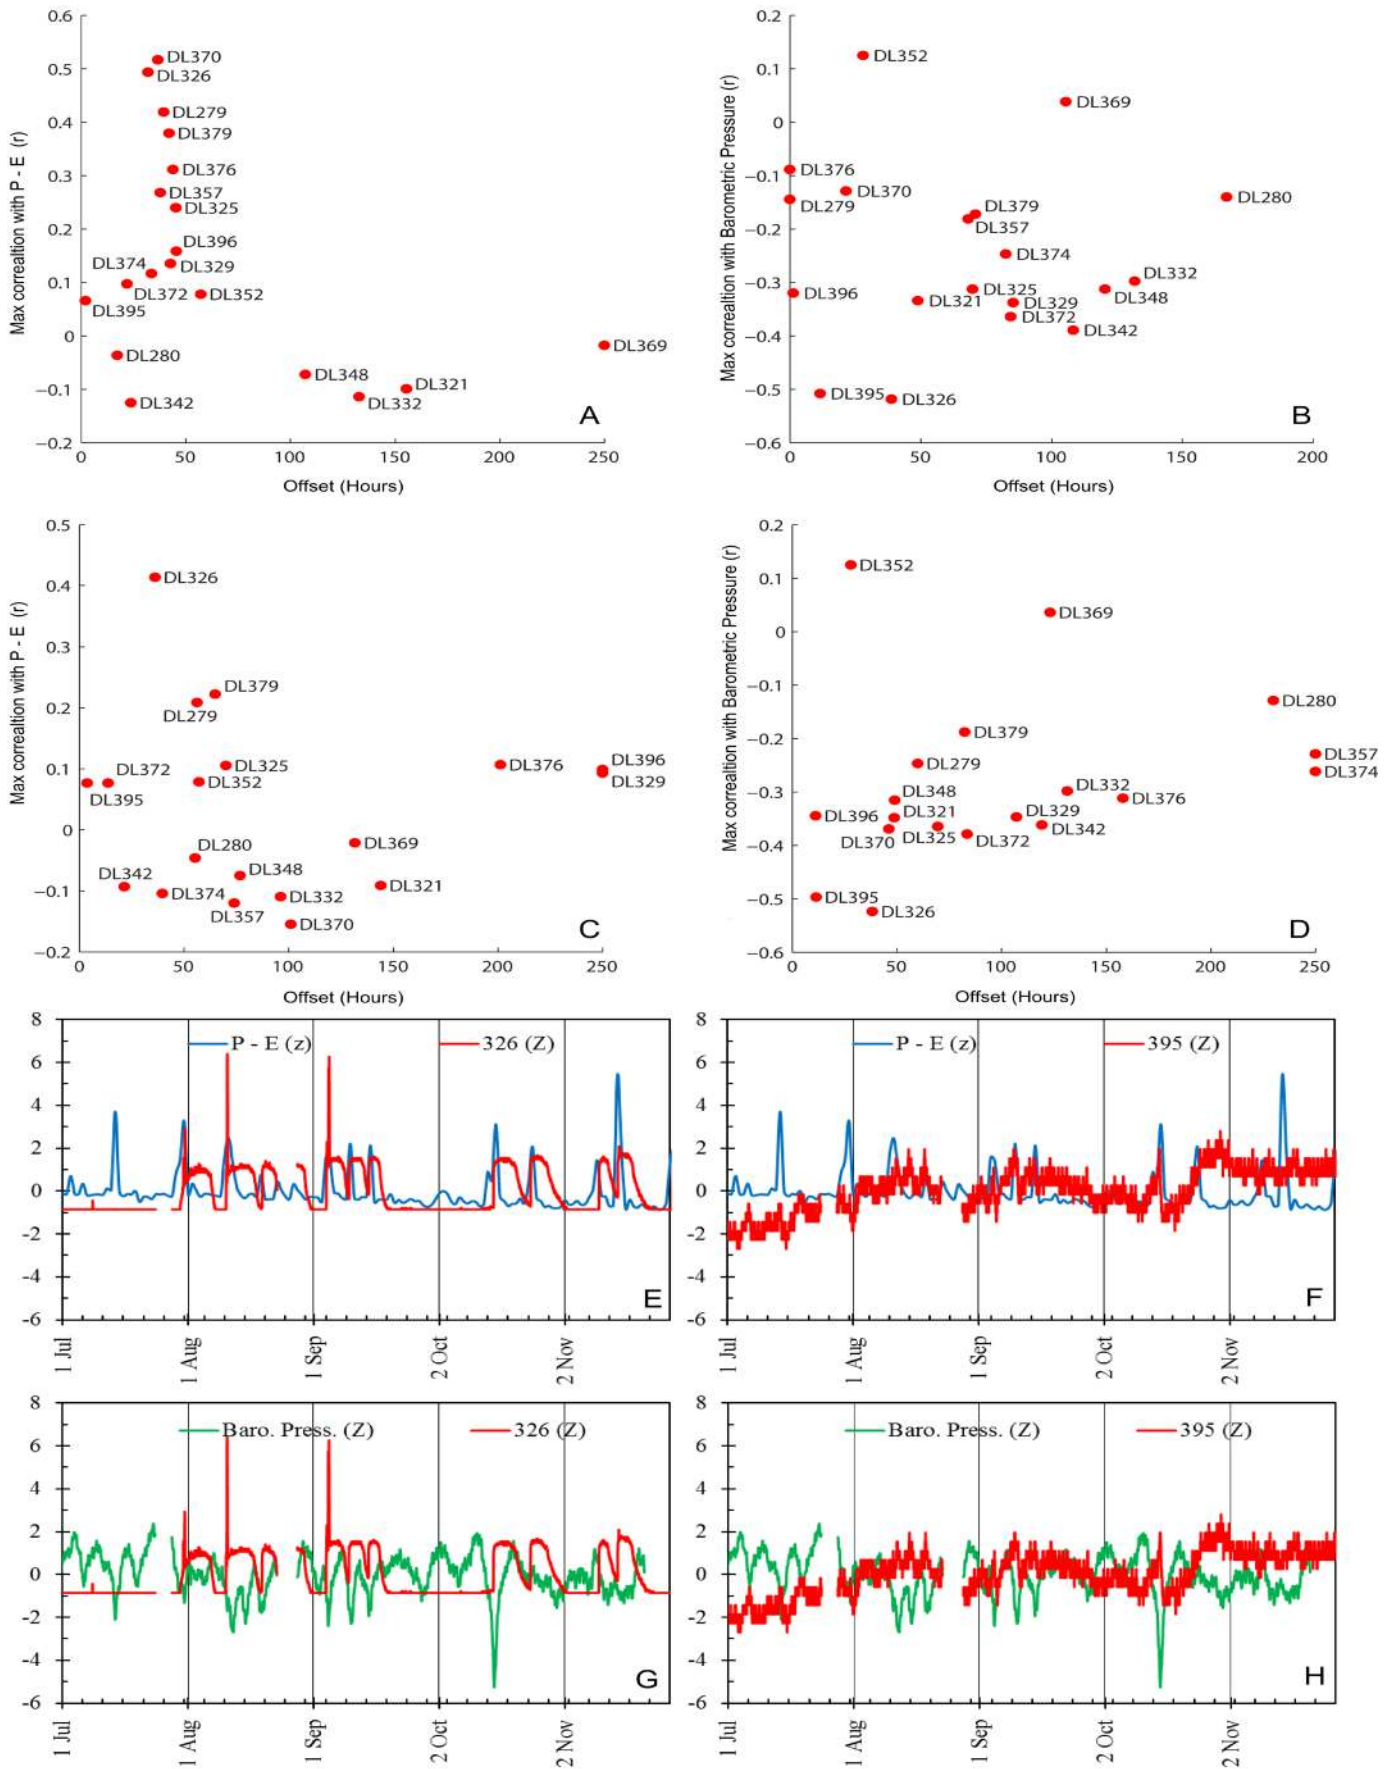 Max correaltion with P - E (r)
0.6
0.5
0.4
0.3
0.2
0.1
0
−0.1
−0.2
DL370
DL326
DL279
DL379
DL376
DL357
DL325
DL396
DL374
DL329
DL372
DL352
DL395
DL280
DL369
DL348
DL321
DL332
DL342
A
0 50 100 150 200 250
Offset (Hours)
Max correaltion with Barometric Pressure (r)
0.2
0.1
0
−0.1
−0.2
−0.3
−0.4
−0.5
−0.6
DL352
DL369
DL376
DL370
DL280
DL279
DL379
DL357
DL374
DL332
DL325
DL348
DL396
DL321
DL329
DL372
DL342
DL395
DL326
B
0 50 100 150 200
Offset (Hours)
Max correaltion with P - E (r)
0.5
0.4
0.3
0.2
0.1
0
−0.1
−0.2
DL326
DL379
DL279
DL372
DL325
DL376
DL396
DL352
DL329
DL395
DL280
DL369
DL342
DL348
DL374
DL332
DL321
DL357
DL370
C
0 50 100 150 200 250
Offset (Hours)
Max correaltion with Barometric Pressure (r)
0.2
0.1
0
−0.1
−0.2
−0.3
−0.4
−0.5
−0.6
DL352
DL369
DL280
DL379
DL357
DL279
DL374
DL348
DL332
DL376
DL396
DL321
DL329
DL370
DL325
DL372
DL342
DL395
DL326
D
0 50 100 150 200 250
Offset (Hours)
8
6
4
2
0
-2
-4
-6
P - E (z) 326 (Z)
E
1 Jul 1 Aug 1 Sep 2 Oct 2 Nov
8
6
4
2
0
-2
-4
-6
P - E (z) 395 (Z)
F
1 Jul 1 Aug 1 Sep 2 Oct 2 Nov
8
6
4
2
0
-2
-4
-6
Baro. Press. (Z) 326 (Z)
G
1 Jul 1 Aug 1 Sep 2 Oct 2 Nov
8
6
4
2
0
-2
-4
-6
Baro. Press. (Z) 395 (Z)
H
1 Jul 1 Aug 1 Sep 2 Oct 2 Nov